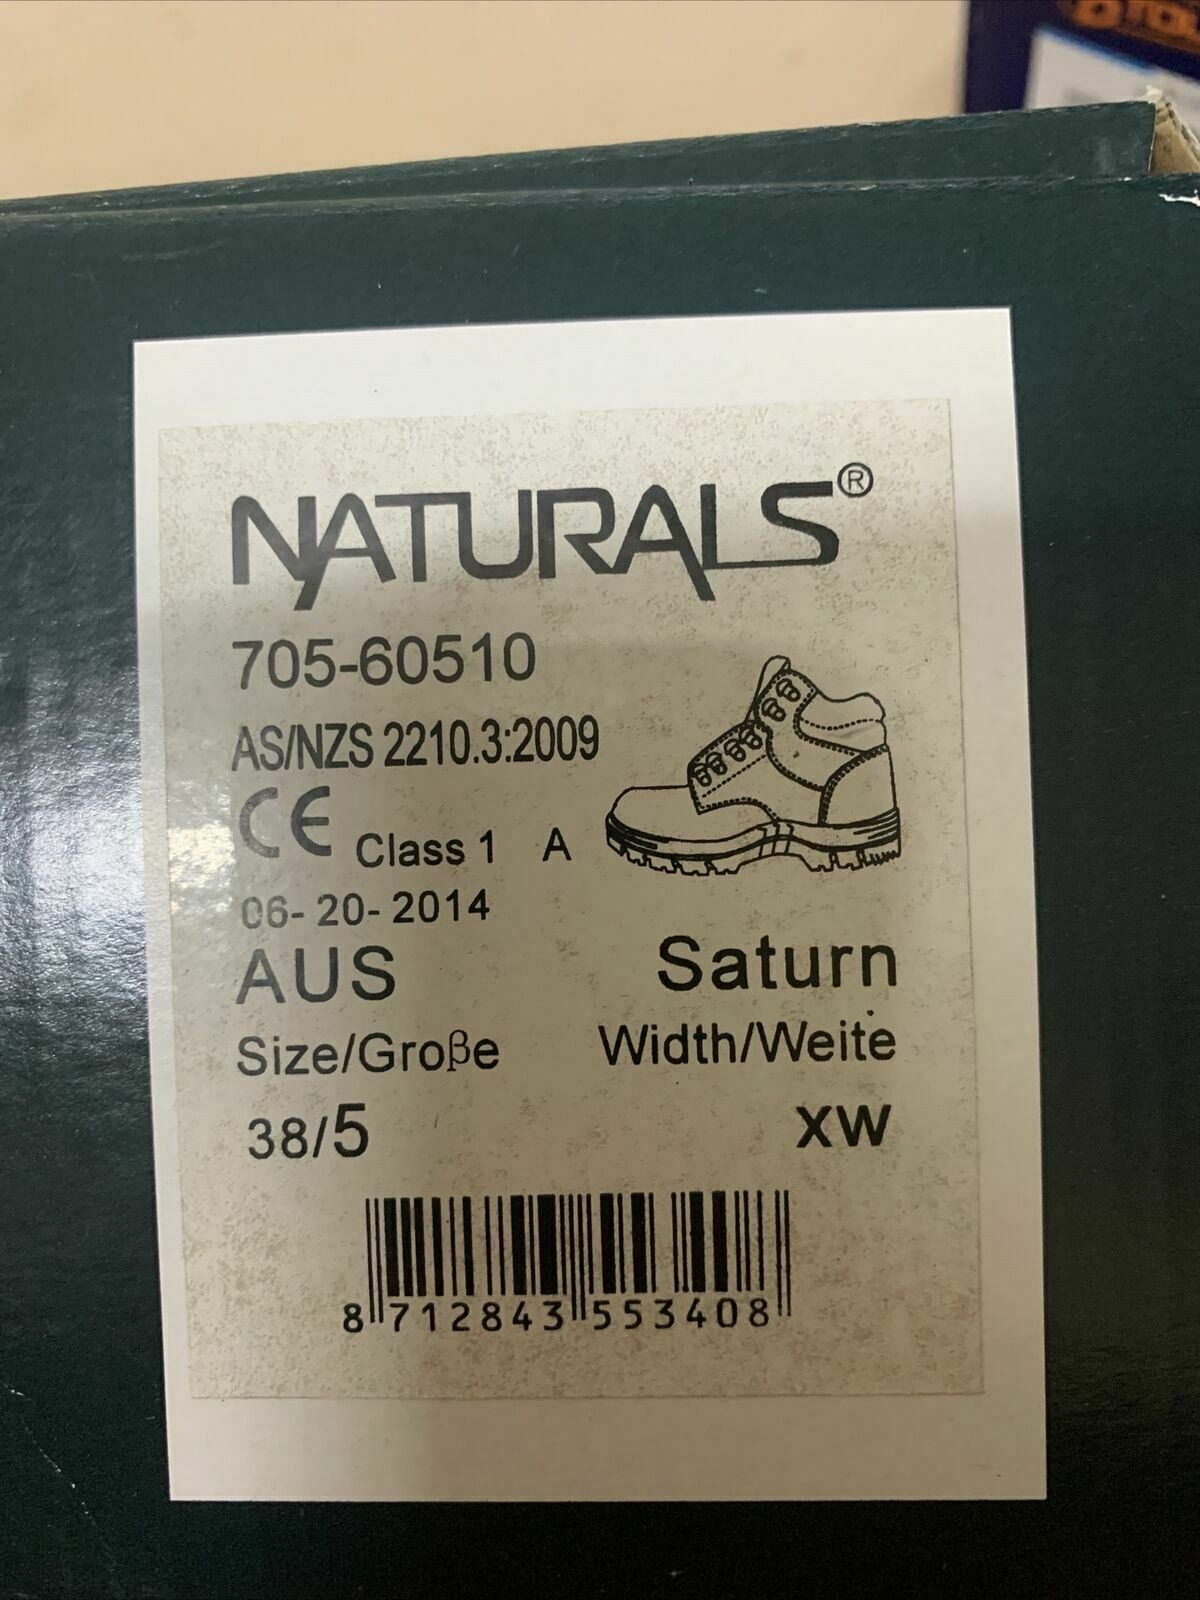 NATURALS®
705-60510
AS/NZS 2210.3:2009
CE Class 1 A
06-20-2014
AUS Saturn
Size/Groβe Width/Weite
38/5 XW
8 712843 553408